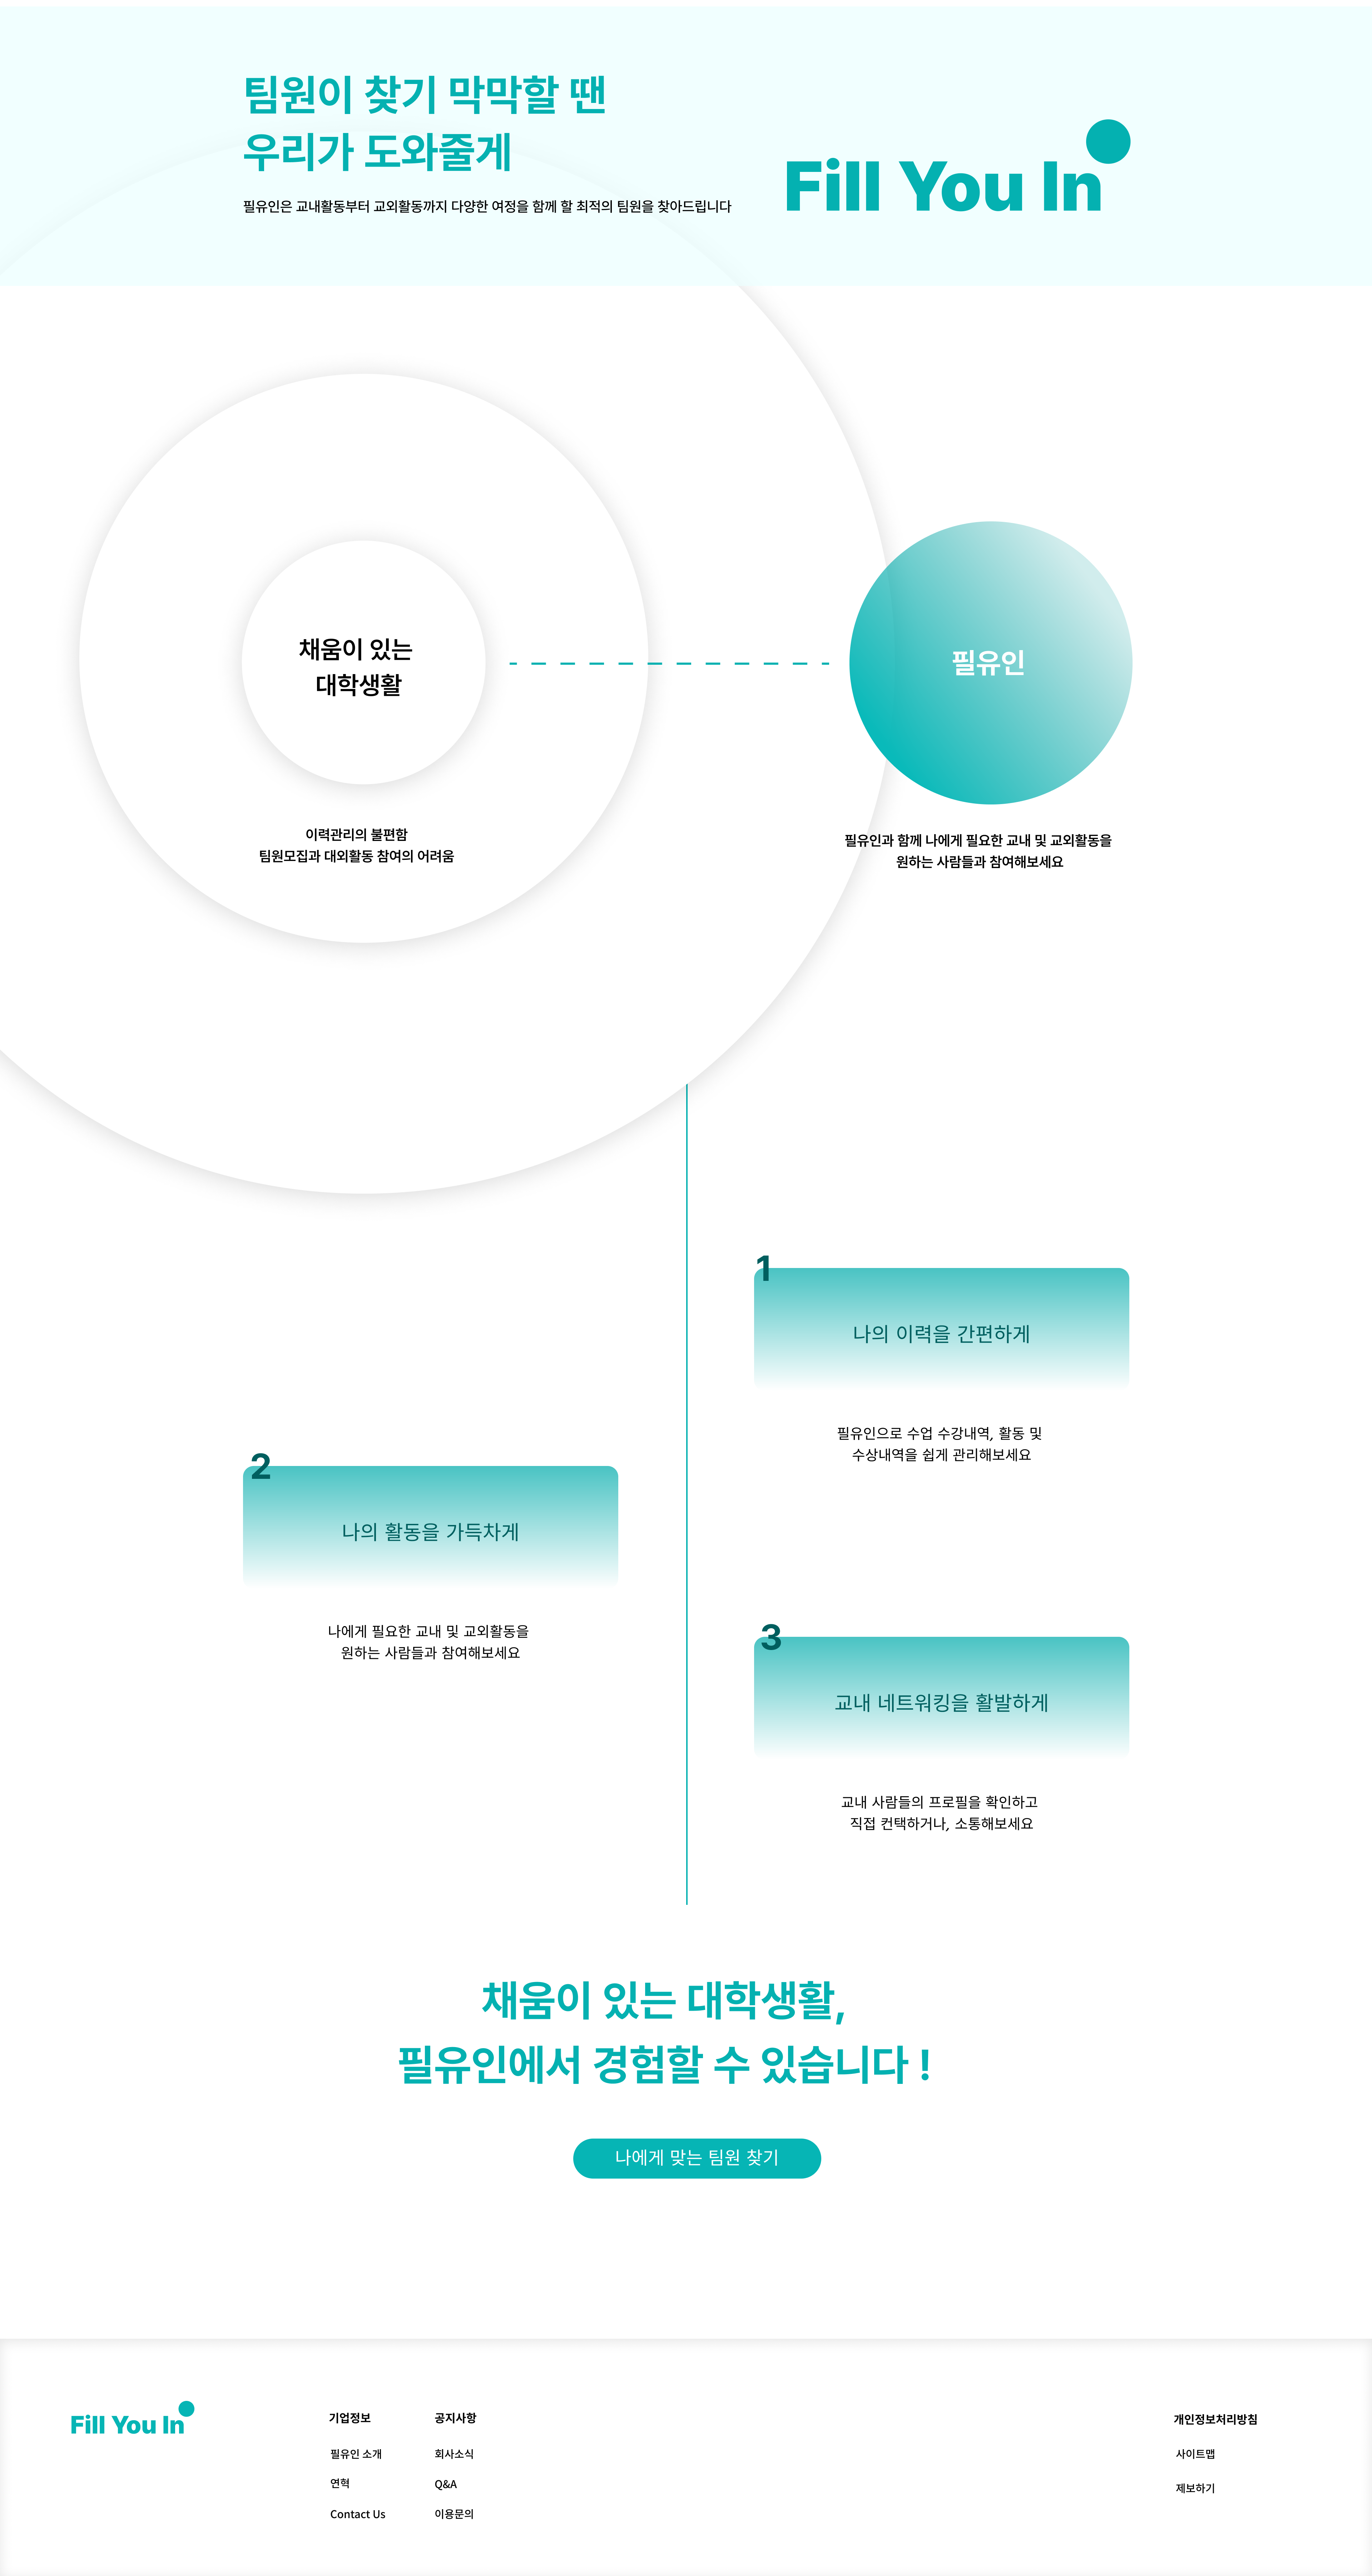 팀원이 찾기 막막할 땐
우리가 도와줄게
필유인은 교내활동부터 교외활동까지 다양한 여정을 함께 할 최적의 팀원을 찾아드립니다
Fill You In
채움이 있는
대학생활
이력관리의 불편함
팀원모집과 대외활동 참여의 어려움
필유인
필유인과 함께 나에게 필요한 교내 및 교외활동을
원하는 사람들과 참여해보세요
1
나의 이력을 간편하게
필유인으로 수업 수강내역, 활동 및
수상내역을 쉽게 관리해보세요
2
나의 활동을 가득차게
나에게 필요한 교내 및 교외활동을
원하는 사람들과 참여해보세요
3
교내 네트워킹을 활발하게
교내 사람들의 프로필을 확인하고
직접 컨택하거나, 소통해보세요
채움이 있는 대학생활,
필유인에서 경험할 수 있습니다 !
나에게 맞는 팀원 찾기
Fill You In
기업정보
필유인 소개
연혁
Contact Us
공지사항
회사소식
Q&A
이용문의
개인정보처리방침
사이트맵
제보하기